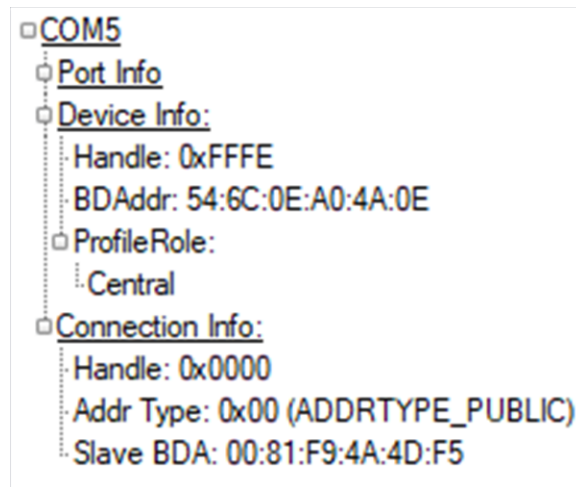 COM5
Port Info
Device Info:
Handle: 0xFFFE
BDAddr: 54:6C:0E:A0:4A:0E
ProfileRole:
Central
Connection Info:
Handle: 0x0000
Addr Type: 0x00 (ADDRTYPE_PUBLIC)
Slave BDA: 00:81:F9:4A:4D:F5